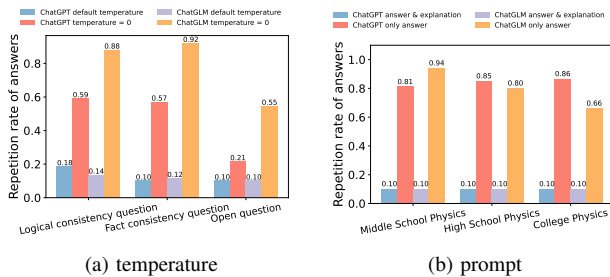 ChatGPT default temperature
ChatGLM default temperature
ChatGPT temperature = 0
ChatGLM temperature = 0
Repetition rate of answers
0.9
0.6
0.4
0.2
0.0
0.18
0.59
0.14
0.88
0.10
0.57
0.12
0.92
0.10
0.21
0.10
0.55
Logical consistency question
Fact consistency question
Open question
(a) temperature
ChatGPT answer & explanation
ChatGLM answer & explanation
ChatGPT only answer
ChatGLM only answer
Repetition rate of answers
1.0
0.8
0.6
0.4
0.2
0.0
0.10
0.81
0.10
0.94
0.10
0.85
0.10
0.80
0.10
0.86
0.10
0.66
Middle School Physics
High School Physics
College Physics
(b) prompt